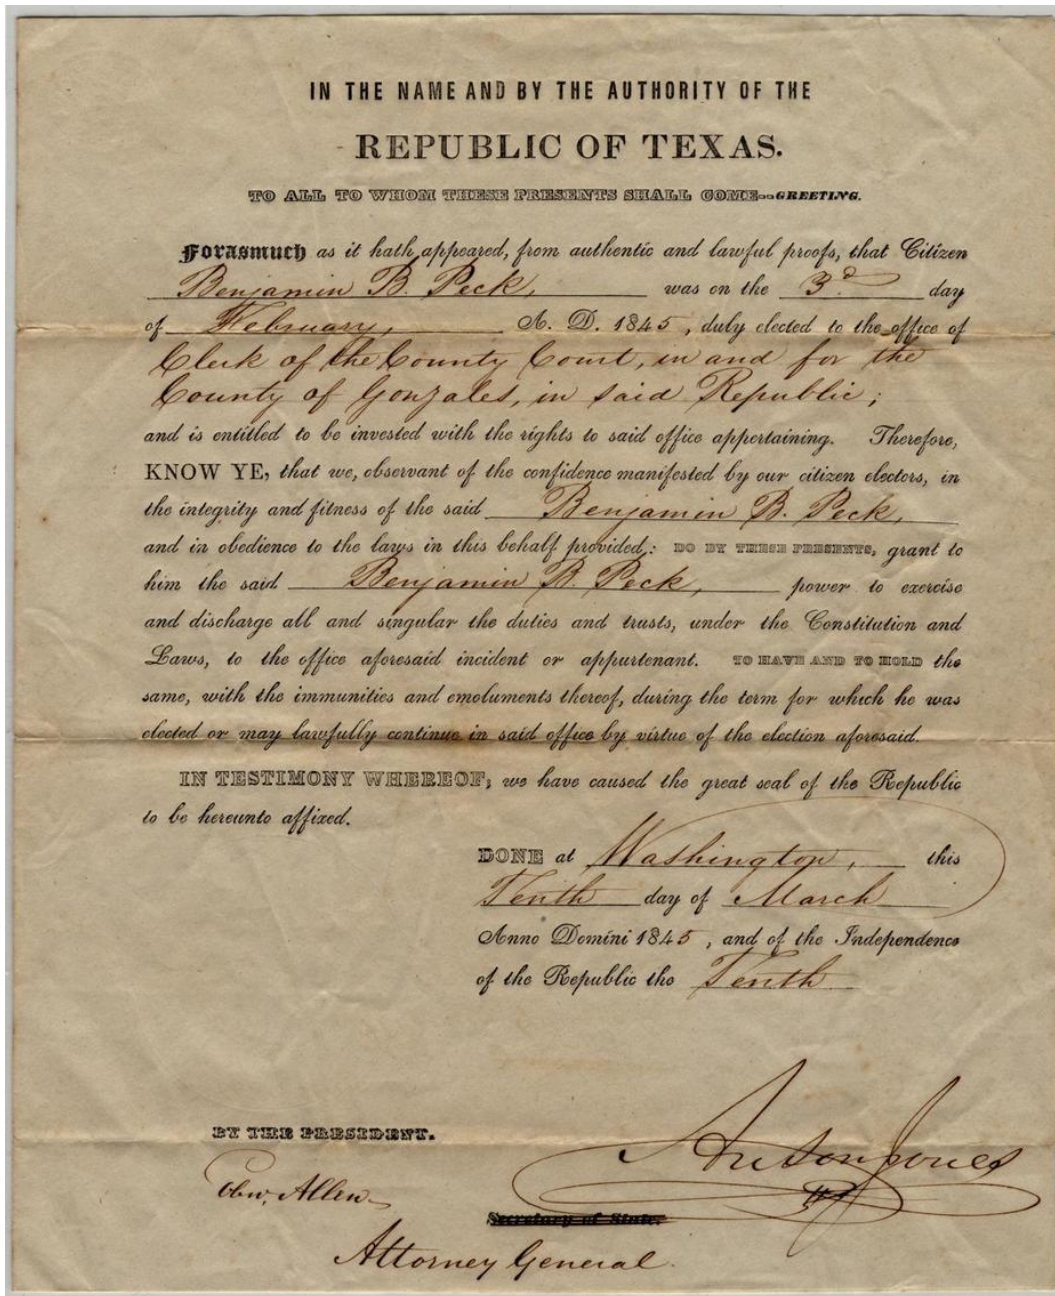 IN THE NAME AND BY THE AUTHORITY OF THE
REPUBLIC OF TEXAS.
TO ALL TO WHOM THESE PRESENTS SHALL COME--GREETING.
Forasmuch as it hath appeared, from authentic and lawful proofs, that Citizen
Benjamin B. Peck, was on the 3d day
of February, A. D. 1845, duly elected to the office of
Clerk of the County Court, in and for the
County of Gonzales, in said Republic;
and is entitled to be invested with the rights to said office appertaining. Therefore,
KNOW YE, that we, observant of the confidence manifested by our citizen electors, in
the integrity and fitness of the said Benjamin B. Peck,
and in obedience to the laws in this behalf provided,: DO BY THESE PRESENTS, grant to
him the said Benjamin B. Peck, power to exercise
and discharge all and singular the duties and trusts, under the Constitution and
Laws, to the office aforesaid incident or appurtenant. TO HAVE AND TO HOLD the
same, with the immunities and emoluments thereof, during the term for which he was
elected or may lawfully continue in said office by virtue of the election aforesaid.
IN TESTIMONY WHEREOF; we have caused the great seal of the Republic
to be hereunto affixed.
DONE at Washington, this
Tenth day of March
Anno Domini 1845, and of the Independence
of the Republic the Tenth
BY THE PRESIDENT.
Anson Jones
Ebnr. Allen
Secretary of State.
Attorney General.